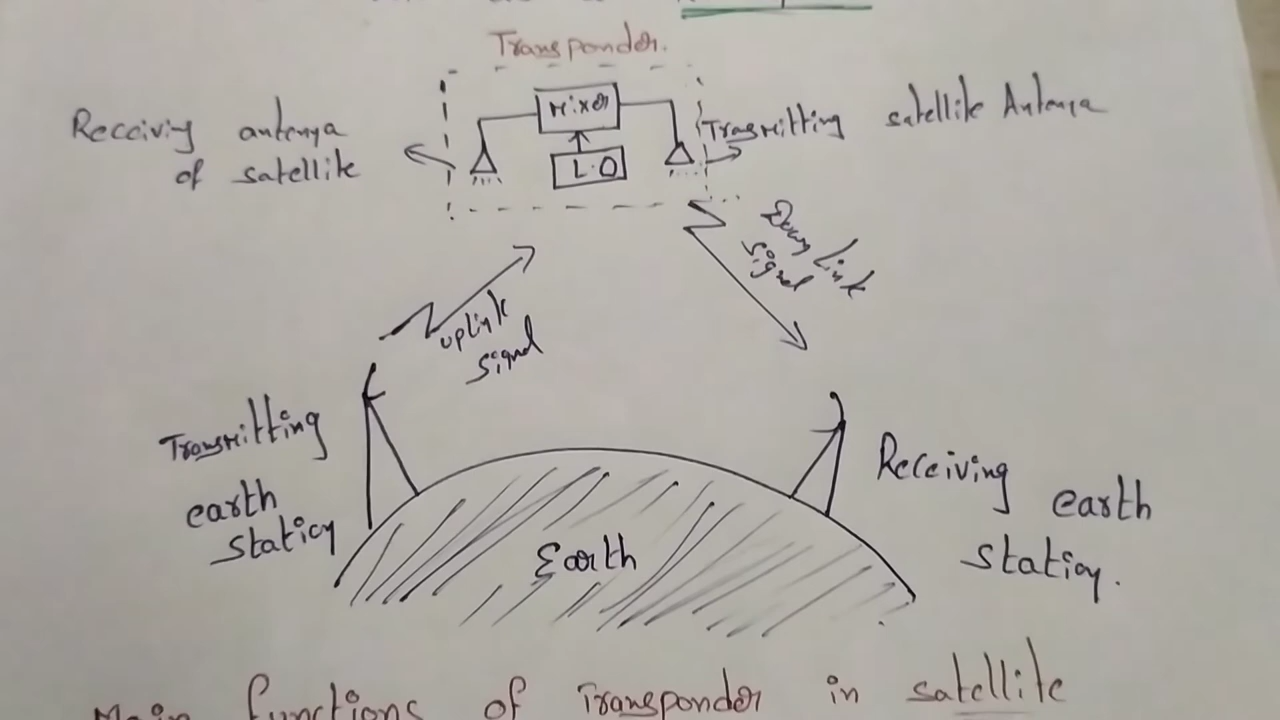 Transponder.
Mixer
L.O
Receiving antenna
of satellite
Transmitting satellite Antenna
Down Link
signal
uplink
signal
Transmitting
earth
station
Receiving
earth
station.
Earth
Main functions of Transponder in satellite